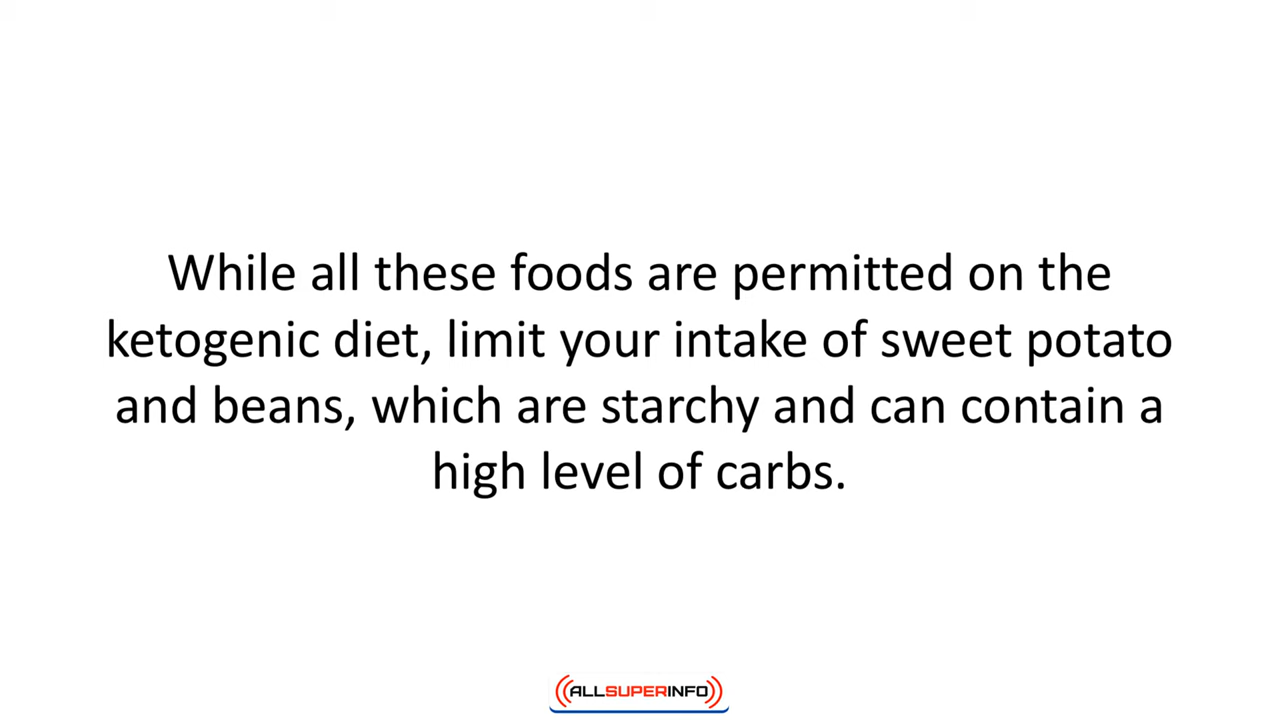 While all these foods are permitted on the
ketogenic diet, limit your intake of sweet potato
and beans, which are starchy and can contain a
high level of carbs.
ALLSUPERINFO